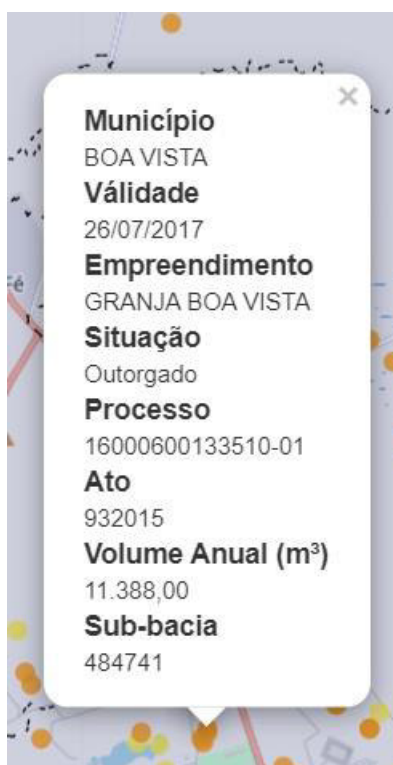 ×
Município
BOA VISTA
Válidade
26/07/2017
Fé
Empreendimento
GRANJA BOA VISTA
Situação
Outorgado
Processo
16000600133510-01
Ato
932015
Volume Anual (m³)
11.388,00
Sub-bacia
484741